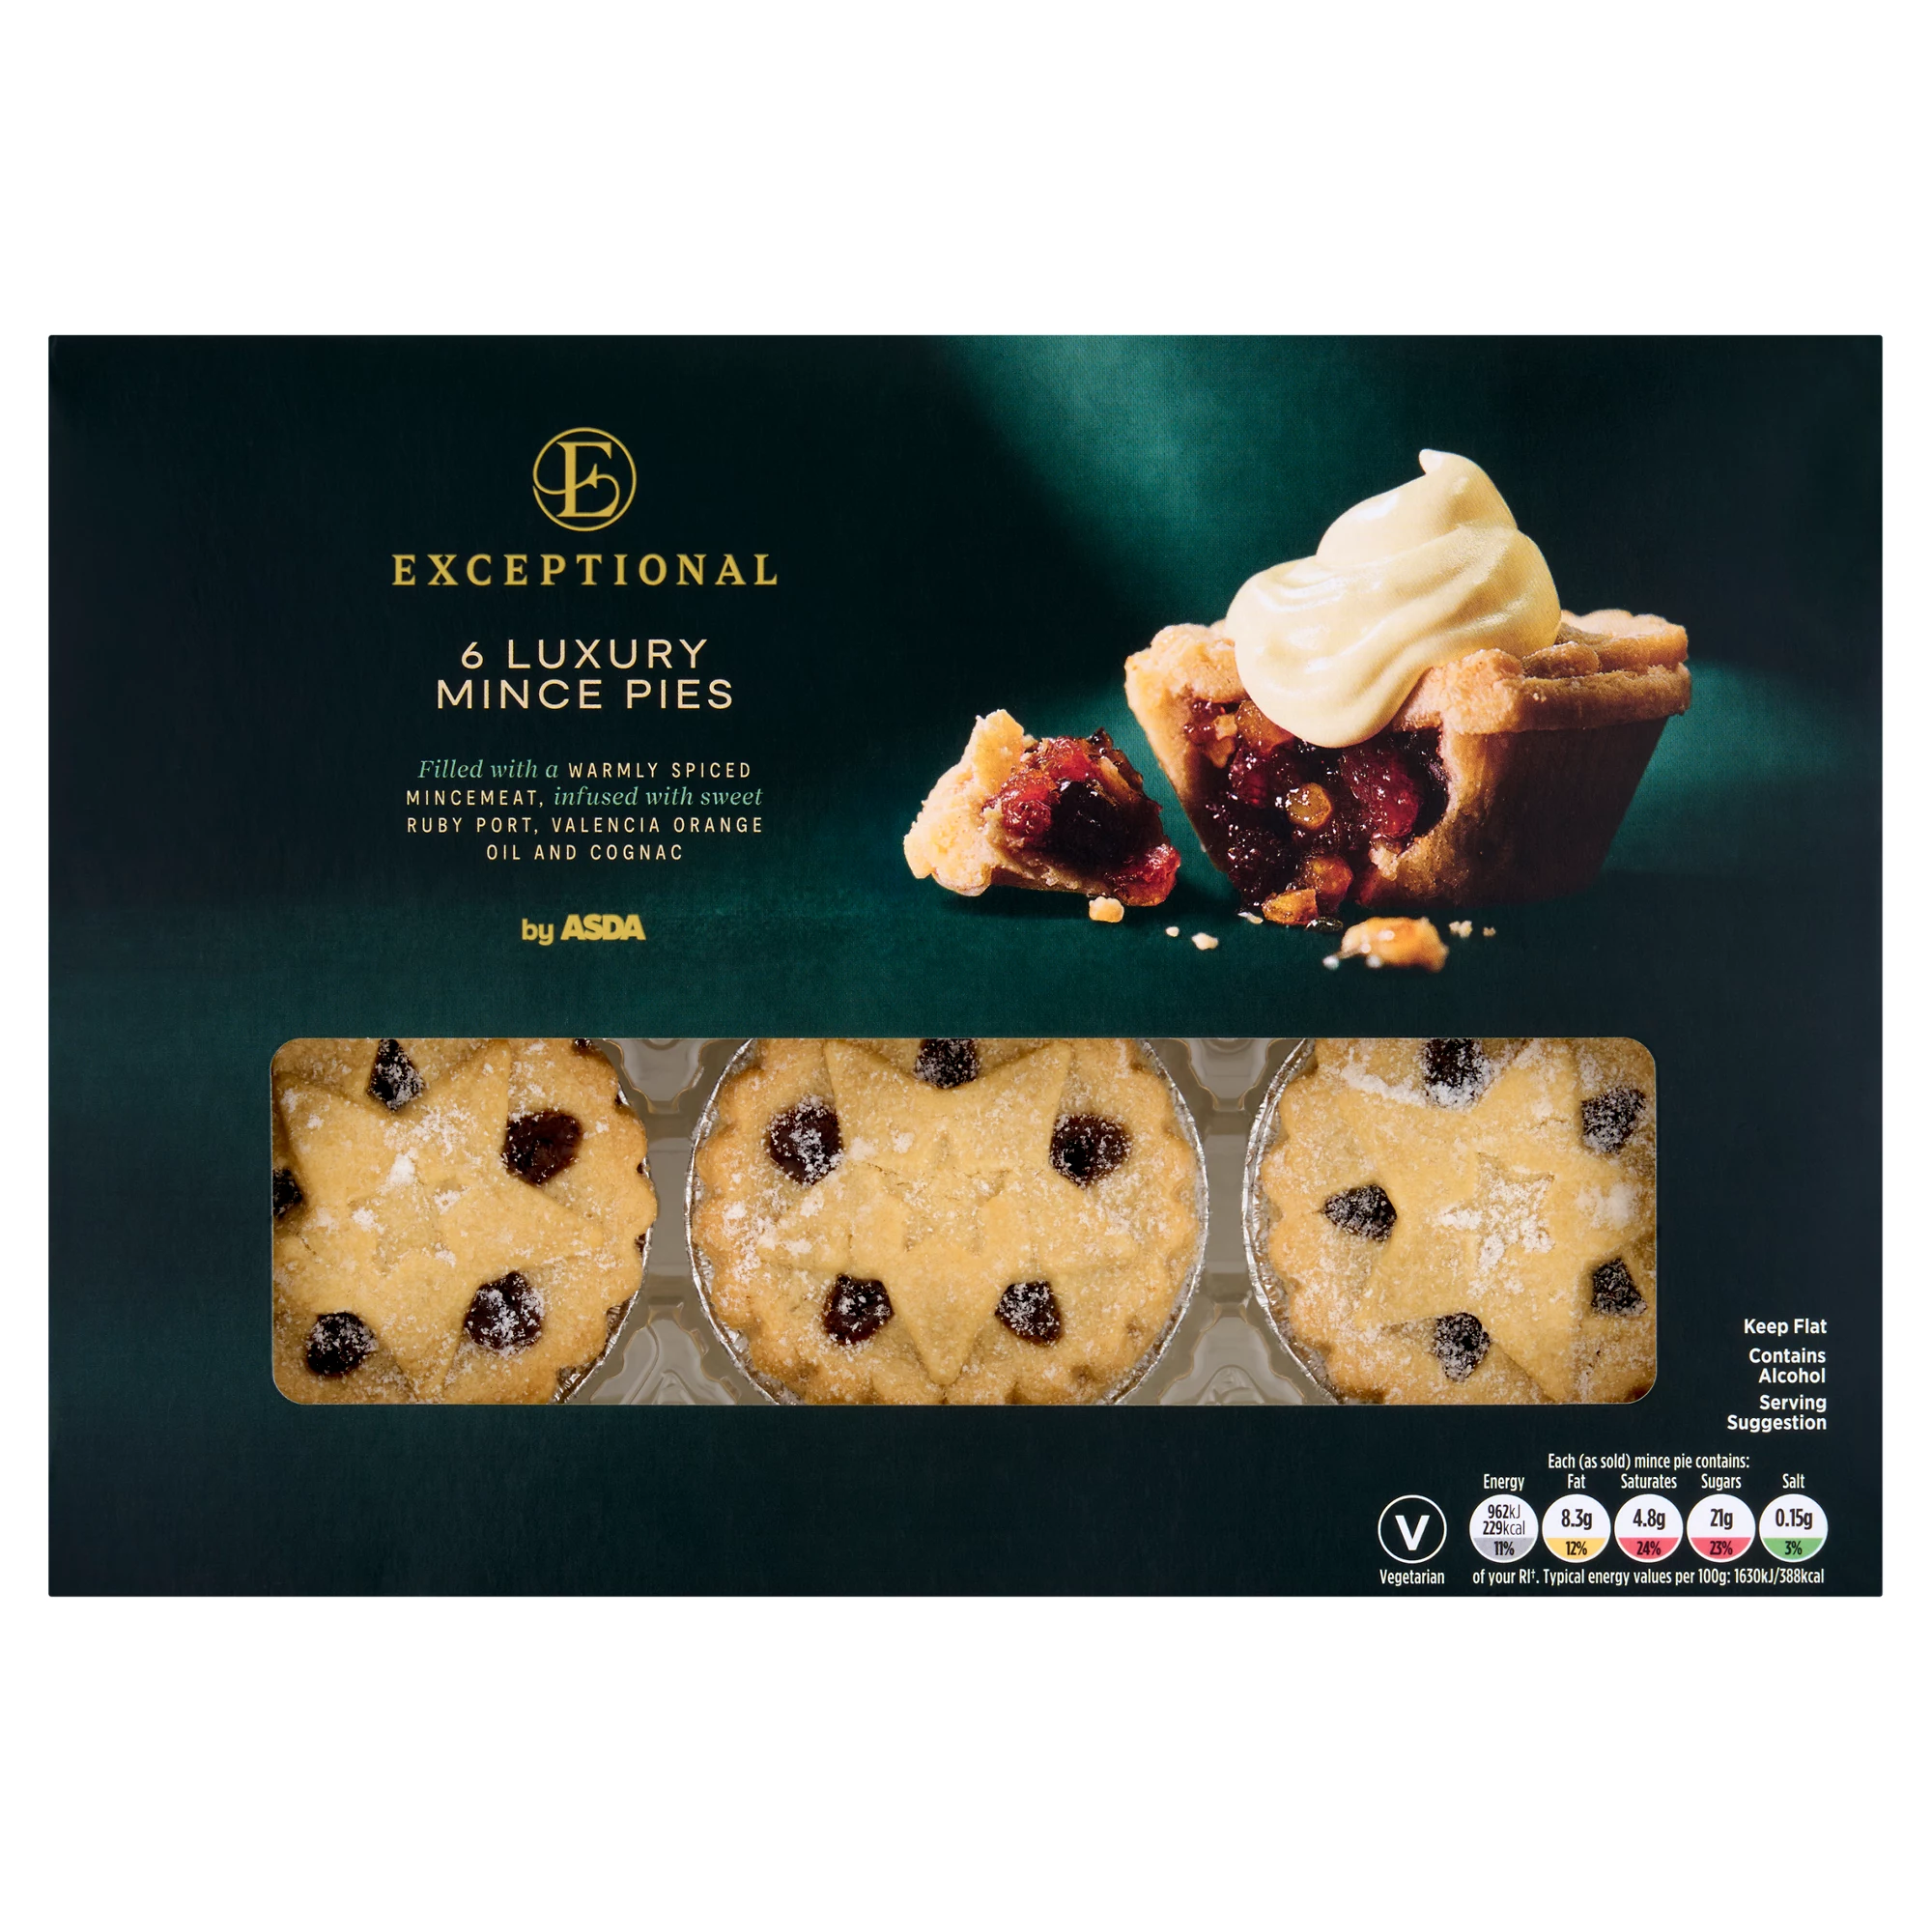 E
EXCEPTIONAL
6 LUXURY
MINCE PIES
Filled with a WARMLY SPICED
MINCEMEAT, infused with sweet
RUBY PORT, VALENCIA ORANGE
OIL AND COGNAC
by ASDA
Keep Flat
Contains
Alcohol
Serving
Suggestion
Each (as sold) mince pie contains:
Energy Fat Saturates Sugars Salt
962kJ
229kcal 8.3g 4.8g 21g 0.15g
11% 12% 24% 23% 3%
V
Vegetarian
of your RI†. Typical energy values per 100g: 1630kJ/388kcal